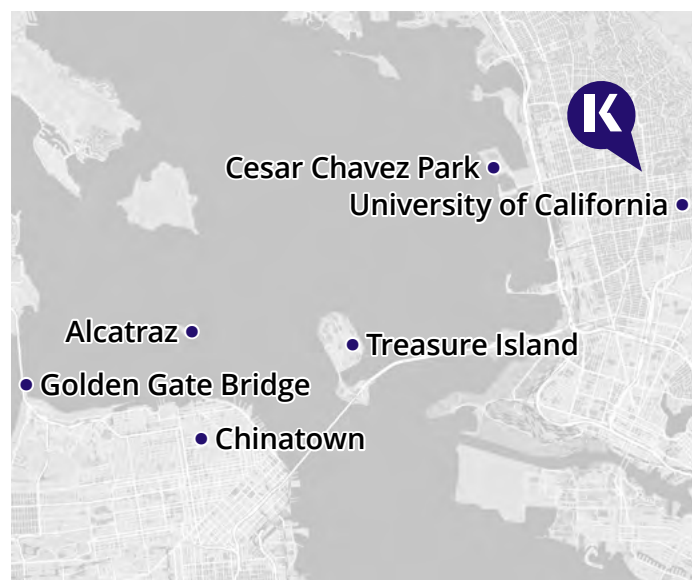 K
Cesar Chavez Park
University of California
Alcatraz
Treasure Island
Golden Gate Bridge
Chinatown